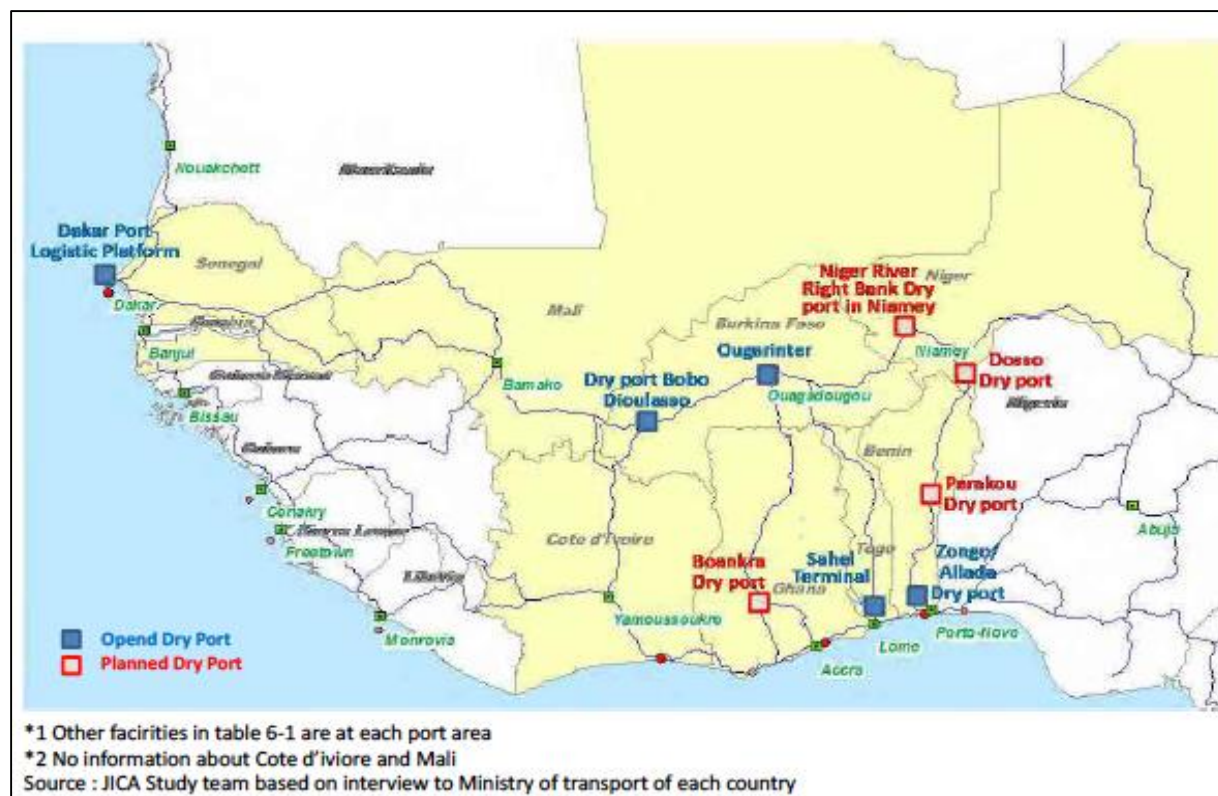 Nouakchott
Dakar Port
Logistic Platform
Senegal
Dakar
Banjul
Bissau
Conakry
Freetown
Liberia
Monrovia
Mali
Bamako
Niger River
Right Bank Dry
port in Niamey
Niger
Burkina Faso
Niamey
Ougarinter
Dosso
Dry port
Dry port Bobo
Dioulasso
Ouagadougou
Nigeria
Benin
Parakou
Dry port
Abuja
Cote d'Ivoire
Boankra
Dry port
Ghana
Sahel
Terminal
Togo
Zongo/
Allada
Dry port
Yamoussoukro
Accra
Lome
Porto-Novo
Opend Dry Port
Planned Dry Port
*1 Other facirities in table 6-1 are at each port area
*2 No information about Cote d'iviore and Mali
Source : JICA Study team based on interview to Ministry of transport of each country